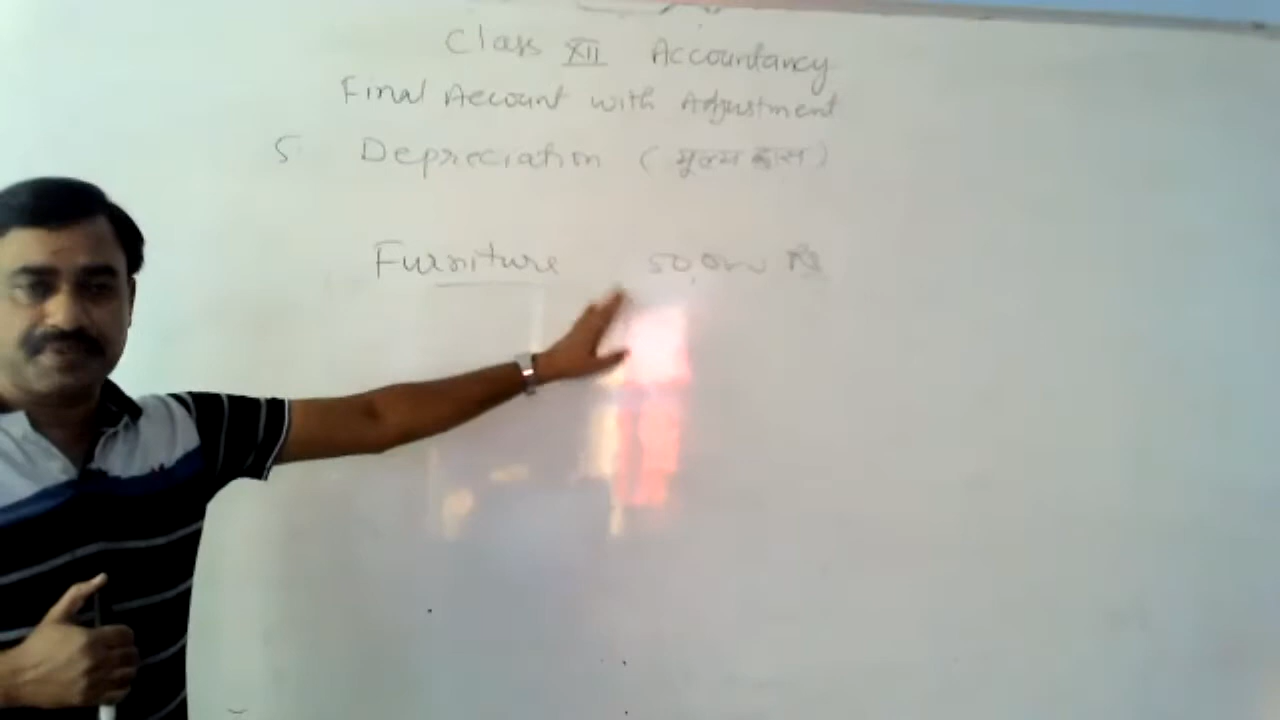 Class XII Accountancy
Final Account with Adjustment
5 Depreciation (मूल्य ह्रास)
Furniture 50,000 Rs